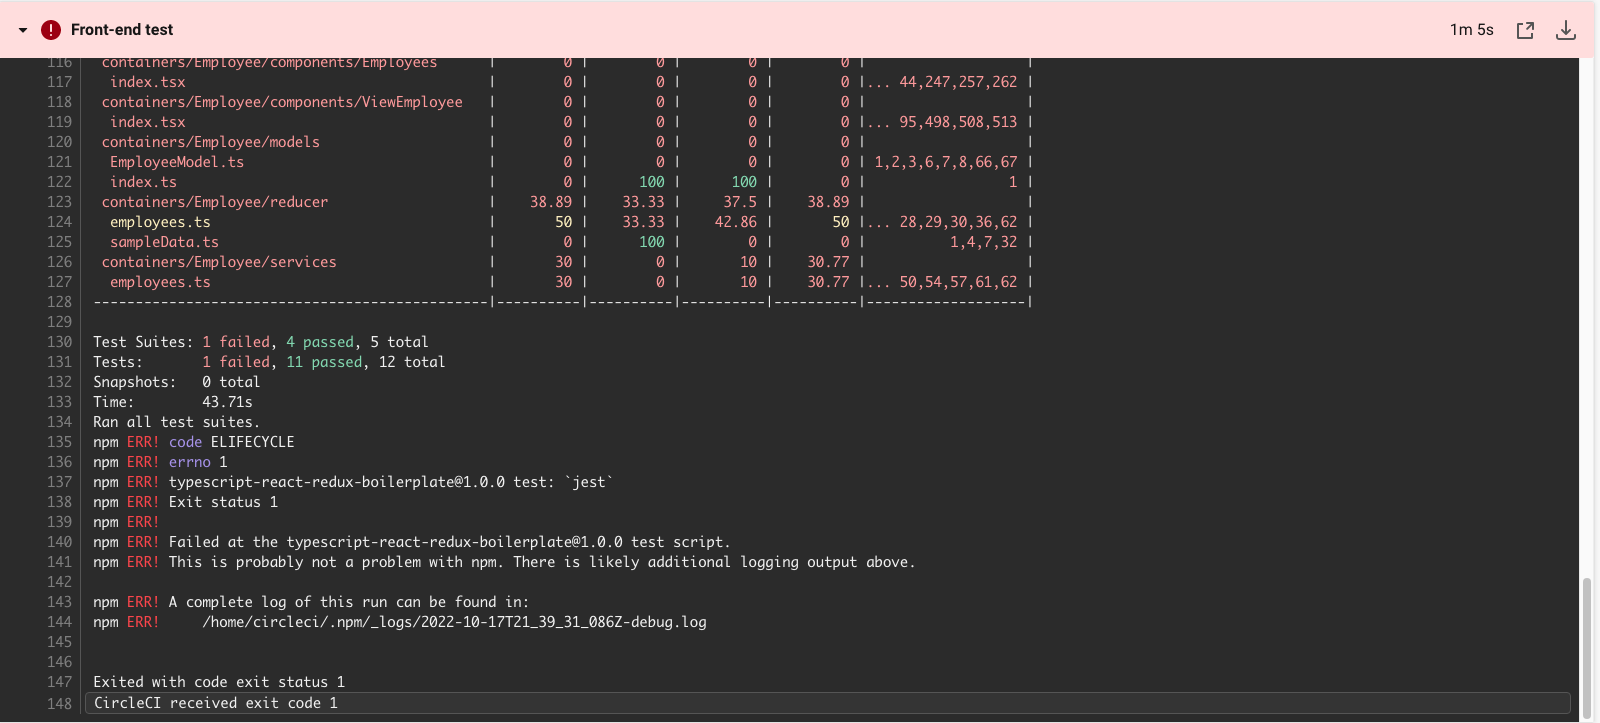 Front-end test 1m 5s
116 containers/Employee/components/Employees | 0 | 0 | 0 | 0 | |
117 index.tsx | 0 | 0 | 0 | 0 |... 44,247,257,262 |
118 containers/Employee/components/ViewEmployee | 0 | 0 | 0 | 0 | |
119 index.tsx | 0 | 0 | 0 | 0 |... 95,498,508,513 |
120 containers/Employee/models | 0 | 0 | 0 | 0 | |
121 EmployeeModel.ts | 0 | 0 | 0 | 0 | 1,2,3,6,7,8,66,67 |
122 index.ts | 0 | 100 | 100 | 0 | 1 |
123 containers/Employee/reducer | 38.89 | 33.33 | 37.5 | 38.89 | |
124 employees.ts | 50 | 33.33 | 42.86 | 50 |... 28,29,30,36,62 |
125 sampleData.ts | 0 | 100 | 0 | 0 | 1,4,7,32 |
126 containers/Employee/services | 30 | 0 | 10 | 30.77 | |
127 employees.ts | 30 | 0 | 10 | 30.77 |... 50,54,57,61,62 |
128 -----------------------------------------------|----------|----------|----------|----------|-------------------|
129
130 Test Suites: 1 failed, 4 passed, 5 total
131 Tests: 1 failed, 11 passed, 12 total
132 Snapshots: 0 total
133 Time: 43.71s
134 Ran all test suites.
135 npm ERR! code ELIFECYCLE
136 npm ERR! errno 1
137 npm ERR! typescript-react-redux-boilerplate@1.0.0 test: `jest`
138 npm ERR! Exit status 1
139 npm ERR!
140 npm ERR! Failed at the typescript-react-redux-boilerplate@1.0.0 test script.
141 npm ERR! This is probably not a problem with npm. There is likely additional logging output above.
142
143 npm ERR! A complete log of this run can be found in:
144 npm ERR! /home/circleci/.npm/_logs/2022-10-17T21_39_31_086Z-debug.log
145
146
147 Exited with code exit status 1
148 CircleCI received exit code 1